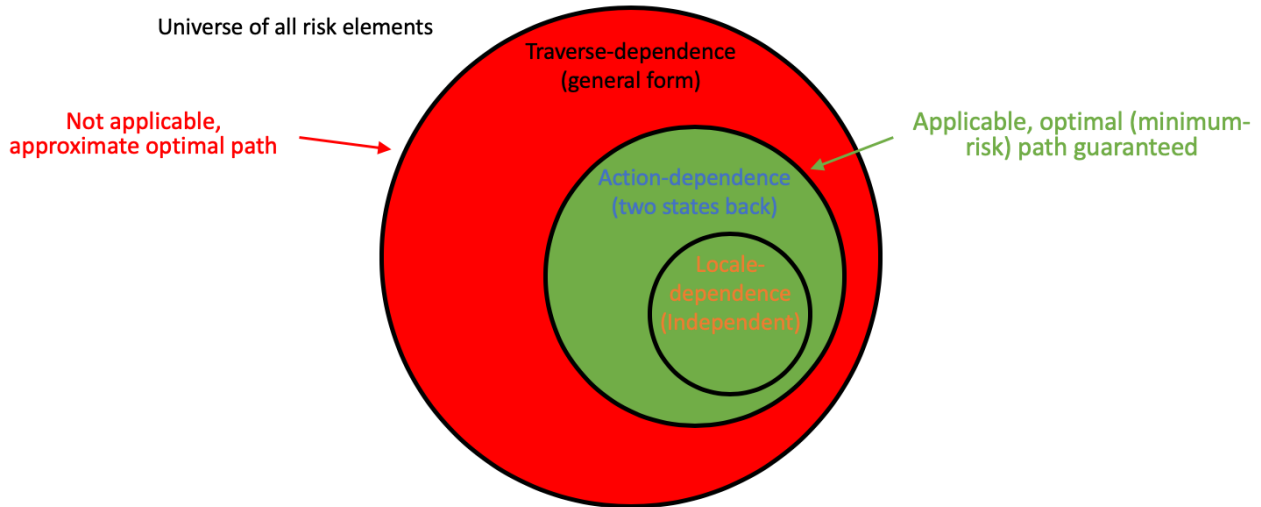 Universe of all risk elements
Traverse-dependence
(general form)
Not applicable,
approximate optimal path
Applicable, optimal (minimum-
risk) path guaranteed
Action-dependence
(two states back)
Locale-
dependence
(Independent)